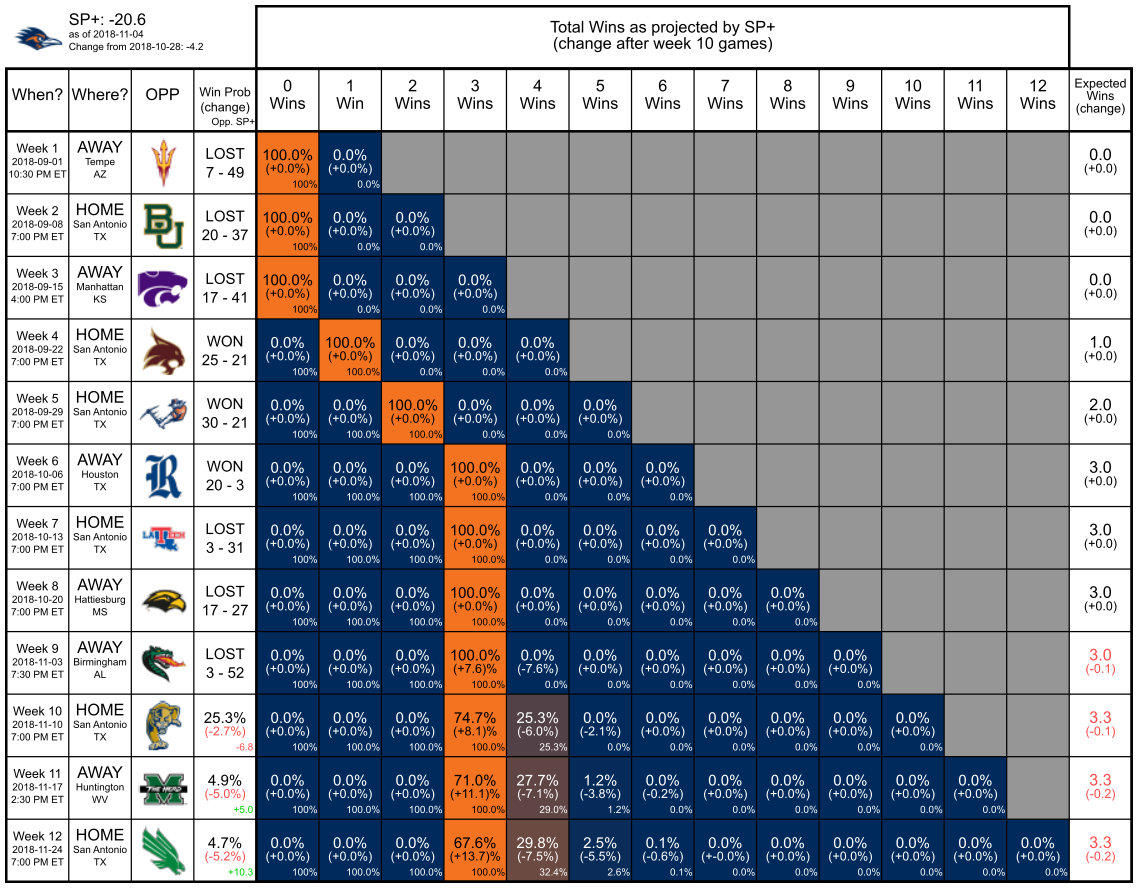 SP+: -20.6
as of 2018-11-04
Change from 2018-10-28: -4.2
Total Wins as projected by SP+
(change after week 10 games)
When? Where? OPP Win Prob (change) Opp. SP+ 0 Wins 1 Win 2 Wins 3 Wins 4 Wins 5 Wins 6 Wins 7 Wins 8 Wins 9 Wins 10 Wins 11 Wins 12 Wins Expected Wins (change)
Week 1 AWAY LOST 100.0% 0.0% 0.0
2018-09-01 Tempe 7 - 49 (+0.0%) (+0.0%) (+0.0)
10:30 PM ET AZ 100% 0.0%
Week 2 HOME BU LOST 100.0% 0.0% 0.0% 0.0
2018-09-08 San Antonio 20 - 37 (+0.0%) (+0.0%) (+0.0%) (+0.0)
7:00 PM ET TX 100% 0.0% 0.0%
Week 3 AWAY LOST 100.0% 0.0% 0.0% 0.0% 0.0
2018-09-15 Manhattan 17 - 41 (+0.0%) (+0.0%) (+0.0%) (+0.0%) (+0.0)
4:00 PM ET KS 100% 0.0% 0.0% 0.0%
Week 4 HOME WON 0.0% 100.0% 0.0% 0.0% 0.0% 1.0
2018-09-22 San Antonio 25 - 21 (+0.0%) (+0.0%) (+0.0%) (+0.0%) (+0.0%) (+0.0)
7:00 PM ET TX 100% 100.0% 0.0% 0.0% 0.0%
Week 5 HOME WON 0.0% 0.0% 100.0% 0.0% 0.0% 0.0% 2.0
2018-09-29 San Antonio 30 - 21 (+0.0%) (+0.0%) (+0.0%) (+0.0%) (+0.0%) (+0.0%) (+0.0)
7:00 PM ET TX 100% 100.0% 100.0% 0.0% 0.0% 0.0%
Week 6 AWAY R WON 0.0% 0.0% 0.0% 100.0% 0.0% 0.0% 0.0% 3.0
2018-10-06 Houston 20 - 3 (+0.0%) (+0.0%) (+0.0%) (+0.0%) (+0.0%) (+0.0%) (+0.0%) (+0.0)
7:00 PM ET TX 100% 100.0% 100.0% 100.0% 0.0% 0.0% 0.0%
Week 7 HOME LA TECH LOST 0.0% 0.0% 0.0% 100.0% 0.0% 0.0% 0.0% 0.0% 3.0
2018-10-13 San Antonio 3 - 31 (+0.0%) (+0.0%) (+0.0%) (+0.0%) (+0.0%) (+0.0%) (+0.0%) (+0.0%) (+0.0)
7:00 PM ET TX 100% 100.0% 100.0% 100.0% 0.0% 0.0% 0.0% 0.0%
Week 8 AWAY LOST 0.0% 0.0% 0.0% 100.0% 0.0% 0.0% 0.0% 0.0% 0.0% 3.0
2018-10-20 Hattiesburg 17 - 27 (+0.0%) (+0.0%) (+0.0%) (+0.0%) (+0.0%) (+0.0%) (+0.0%) (+0.0%) (+0.0%) (+0.0)
7:00 PM ET MS 100% 100.0% 100.0% 100.0% 0.0% 0.0% 0.0% 0.0% 0.0%
Week 9 AWAY LOST 0.0% 0.0% 0.0% 100.0% 0.0% 0.0% 0.0% 0.0% 0.0% 0.0% 3.0
2018-11-03 Birmingham 3 - 52 (+0.0%) (+0.0%) (+0.0%) (+7.6)% (-7.6%) (+0.0%) (+0.0%) (+0.0%) (+0.0%) (+0.0%) (-0.1)
7:30 PM ET AL 100% 100.0% 100.0% 100.0% 0.0% 0.0% 0.0% 0.0% 0.0% 0.0%
Week 10 HOME 25.3% 0.0% 0.0% 0.0% 74.7% 25.3% 0.0% 0.0% 0.0% 0.0% 0.0% 0.0% 3.3
2018-11-10 San Antonio (-2.7%) (+0.0%) (+0.0%) (+0.0%) (+8.1)% (-6.0%) (-2.1%) (+0.0%) (+0.0%) (+0.0%) (+0.0%) (+0.0%) (-0.1)
7:00 PM ET TX -6.8 100% 100.0% 100.0% 100.0% 25.3% 0.0% 0.0% 0.0% 0.0% 0.0% 0.0%
Week 11 AWAY M THE HERD 4.9% 0.0% 0.0% 0.0% 71.0% 27.7% 1.2% 0.0% 0.0% 0.0% 0.0% 0.0% 0.0% 3.3
2018-11-17 Huntington (-5.0%) (+0.0%) (+0.0%) (+0.0%) (+11.1)% (-7.1%) (-3.8%) (-0.2%) (+0.0%) (+0.0%) (+0.0%) (+0.0%) (+0.0%) (-0.2)
2:30 PM ET WV +5.0 100% 100.0% 100.0% 100.0% 29.0% 1.2% 0.0% 0.0% 0.0% 0.0% 0.0% 0.0%
Week 12 HOME 4.7% 0.0% 0.0% 0.0% 67.6% 29.8% 2.5% 0.1% 0.0% 0.0% 0.0% 0.0% 0.0% 0.0% 3.3
2018-11-24 San Antonio (-5.2%) (+0.0%) (+0.0%) (+0.0%) (+13.7)% (-7.5%) (-5.5%) (-0.6%) (+-0.0%) (+0.0%) (+0.0%) (+0.0%) (+0.0%) (+0.0%) (-0.2)
7:00 PM ET TX +10.3 100% 100.0% 100.0% 100.0% 32.4% 2.6% 0.1% 0.0% 0.0% 0.0% 0.0% 0.0% 0.0%